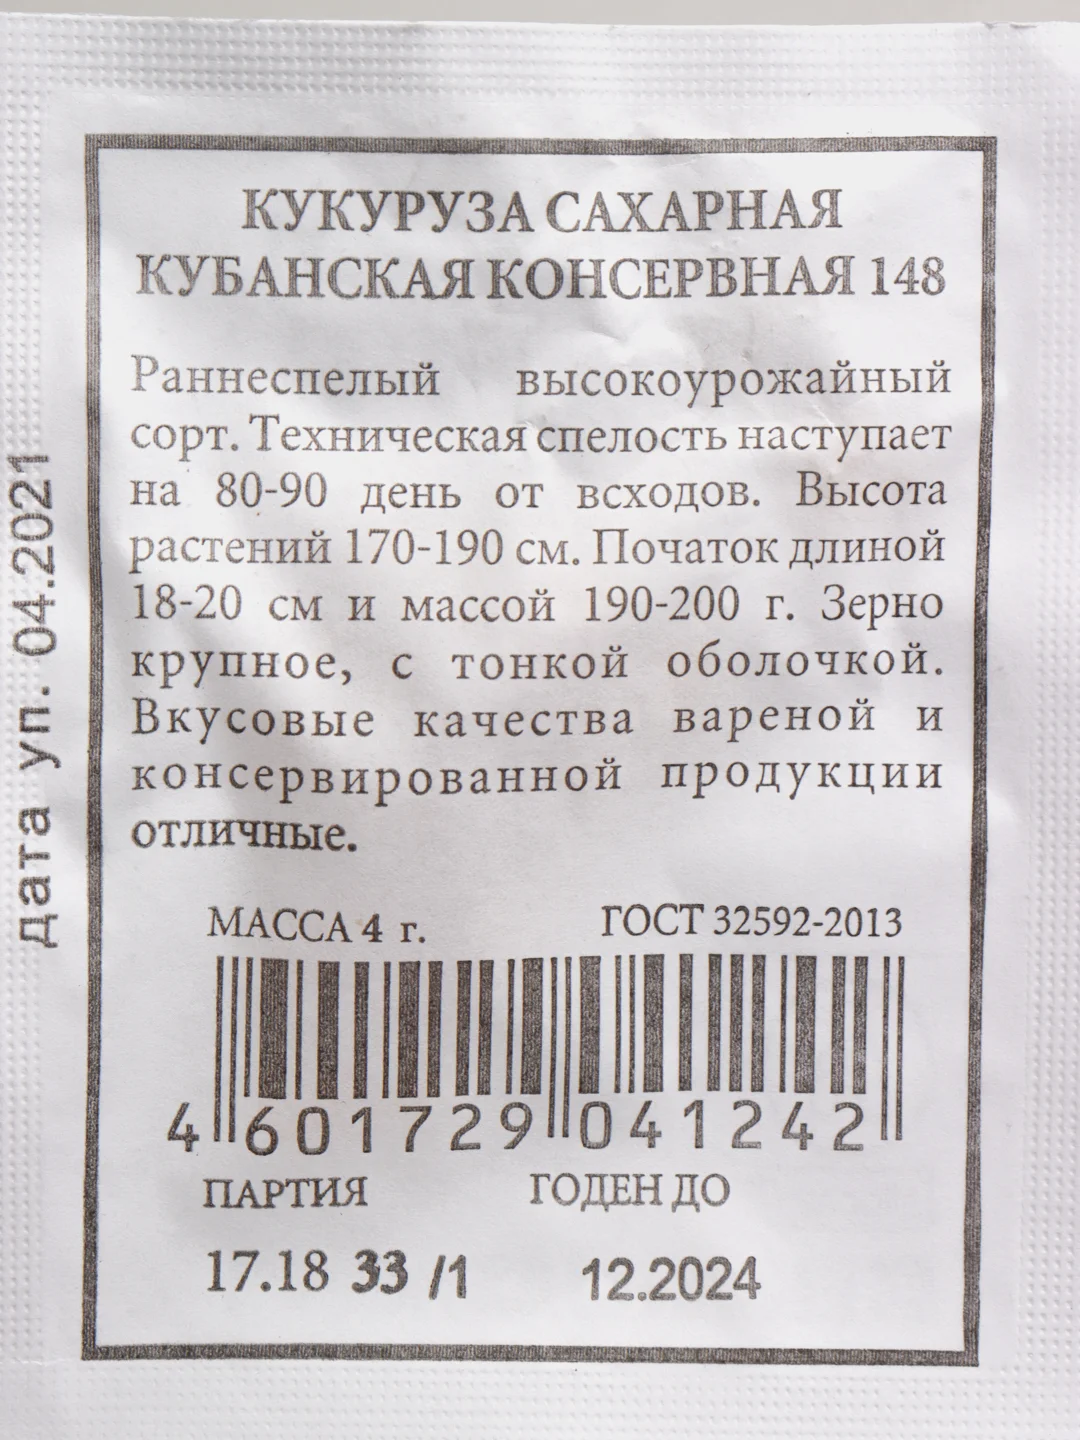 КУКУРУЗА САХАРНАЯ
КУБАНСКАЯ КОНСЕРВНАЯ 148
Раннеспелый высокоурожайный
сорт. Техническая спелость наступает
на 80-90 день от всходов. Высота
растений 170-190 см. Початок длиной
18-20 см и массой 190-200 г. Зерно
крупное, с тонкой оболочкой.
Вкусовые качества вареной и
консервированной продукции
отличные.
МАССА 4 г. ГОСТ 32592-2013
4 601729 041242
ПАРТИЯ ГОДЕН ДО
17.18 33 /1 12.2024
дата уп. 04.2021